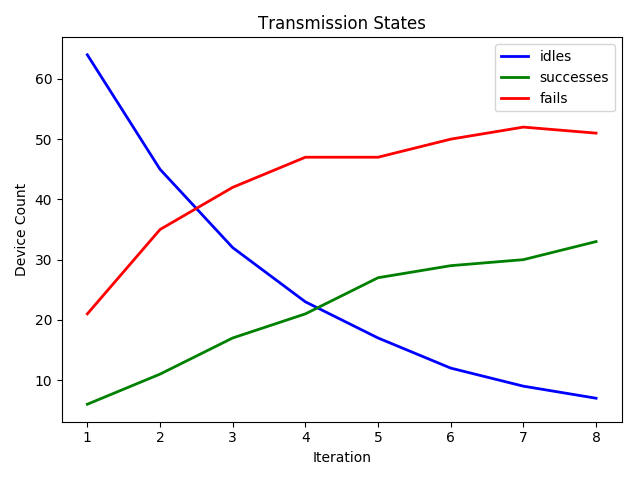 Transmission States
idles
successes
fails
Device Count
60
50
40
30
20
10
1 2 3 4 5 6 7 8
Iteration